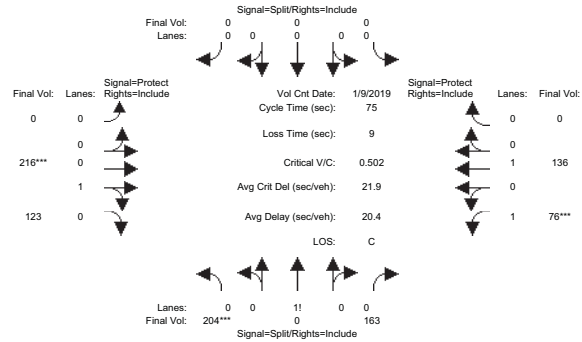 Signal=Split/Rights=Include
Final Vol: 0 0 0
Lanes: 0 0 0 0 0
Signal=Protect Signal=Protect
Final Vol: Lanes: Rights=Include Vol Cnt Date: 1/9/2019 Rights=Include Lanes: Final Vol:
Cycle Time (sec): 75
0 0 0 0
Loss Time (sec): 9
0 0
216*** 0 Critical V/C: 0.502 1 136
1 Avg Crit Del (sec/veh): 21.9 0
123 0 Avg Delay (sec/veh): 20.4 1 76***
LOS: C
Lanes: 0 0 1! 0 0
Final Vol: 204*** 0 163
Signal=Split/Rights=Include